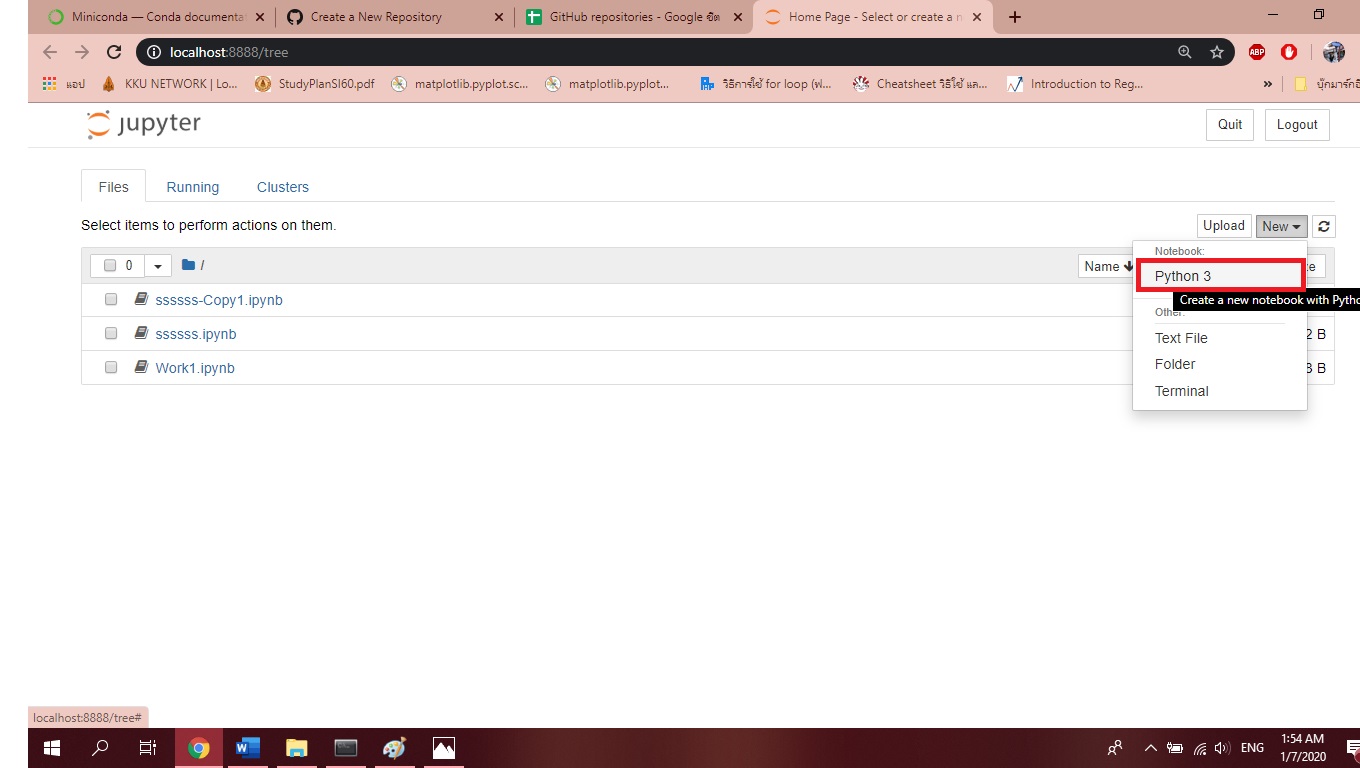 Miniconda — Conda documentat
Create a New Repository
GitHub repositories - Google ชีต
Home Page - Select or create a n
localhost:8888/tree
ABP
แอป
KKU NETWORK | Lo...
StudyPlanSI60.pdf
matplotlib.pyplot.sc...
matplotlib.pyplot...
วิธีการใช้ for loop (ฟ...
Cheatsheet วิธีใช้ แล...
Introduction to Reg...
»
บุ๊กมาร์กอื
jupyter
Quit
Logout
Files
Running
Clusters
Select items to perform actions on them.
Upload
New
0
/
Name
te
Notebook:
Python 3
Create a new notebook with Pytho
Other:
Text File
Folder
Terminal
ssssss-Copy1.ipynb
ssssss.ipynb
2 B
Work1.ipynb
3 B
localhost:8888/tree#
ENG
1:54 AM
1/7/2020